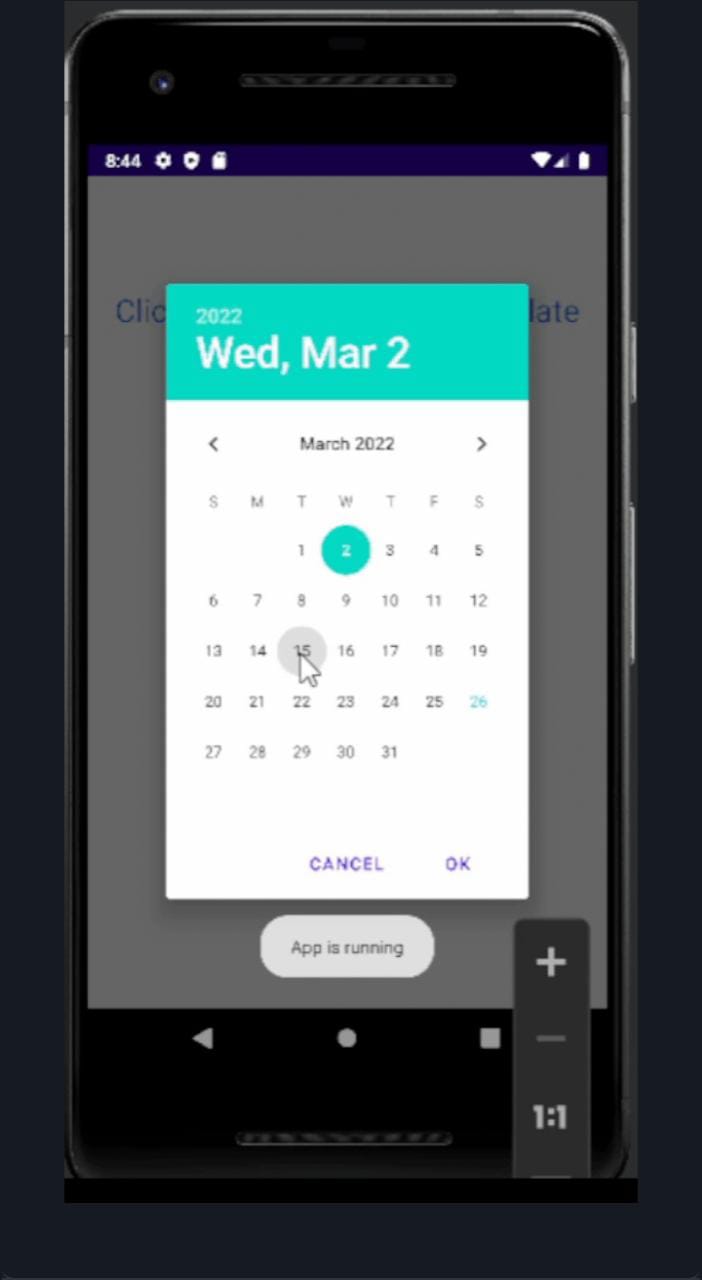 8:44
Clic late
2022
Wed, Mar 2
March 2022
S M T W T F S
1 2 3 4 5
6 7 8 9 10 11 12
13 14 15 16 17 18 19
20 21 22 23 24 25 26
27 28 29 30 31
CANCEL OK
App is running
1:1